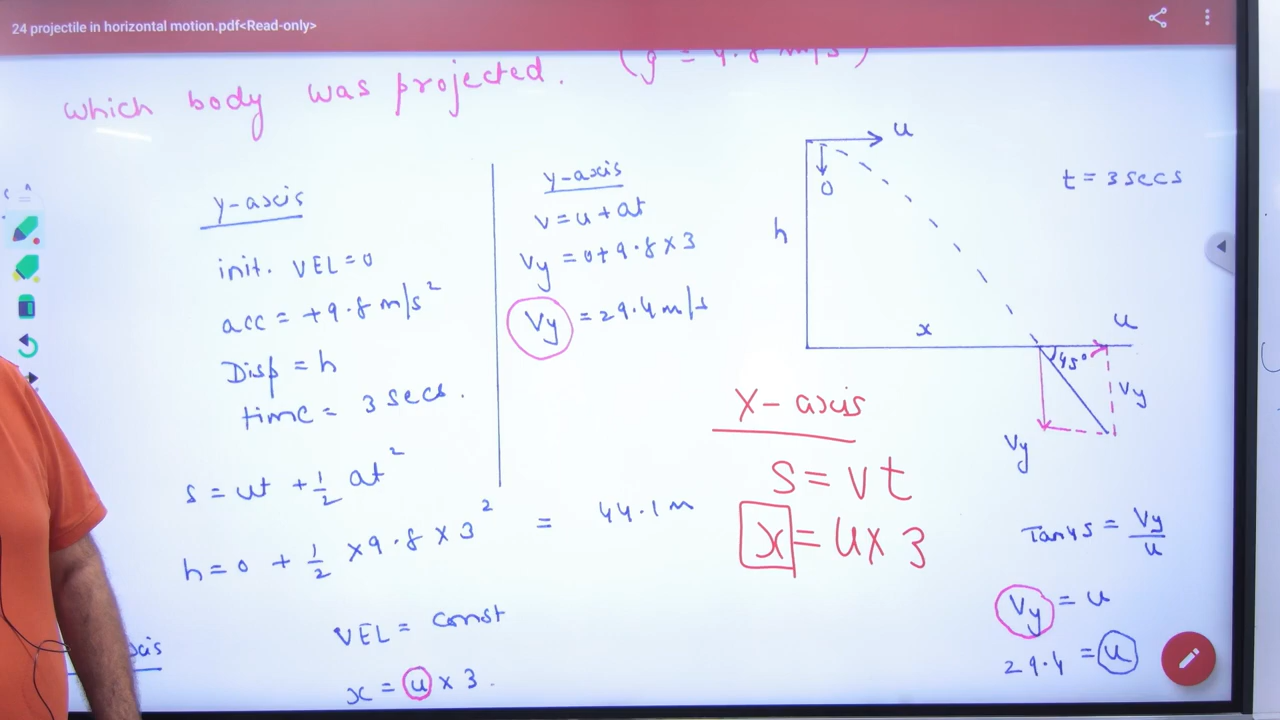 24 projectile in horizontal motion.pdf<Read-only>
(g = 9.8 m/s)
which body was projected.
y-axis
init. VEL = 0
acc = +9.8 m/s²
Disp = h
time = 3 secs.
s = ut + 1/2 at²
h = 0 + 1/2 × 9.8 × 3² = 44.1 m
VEL = const
x = u × 3.
y-axis
v = u + at
Vy = 0 + 9.8 × 3
Vy = 29.4 m/s
u
0
t = 3 secs
h
x
u
45°
Vy
Vy
X-axis
s = vt
x = u × 3
Tan45 = Vy/u
Vy = u
29.4 = u